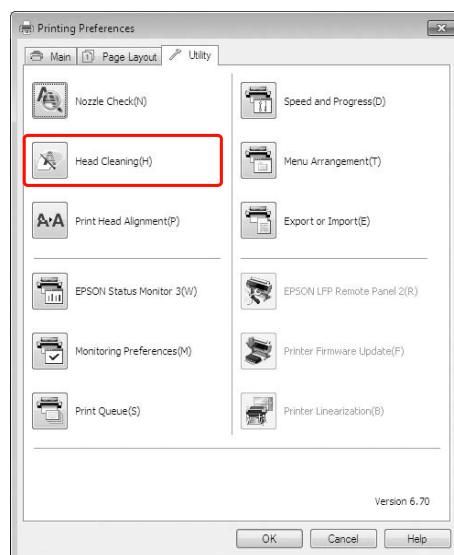 Printing Preferences
Main
Page Layout
Utility
Nozzle Check(N)
Speed and Progress(D)
Head Cleaning(H)
Menu Arrangement(T)
A▸A Print Head Alignment(P)
Export or Import(E)
EPSON Status Monitor 3(W)
EPSON LFP Remote Panel 2(R)
Monitoring Preferences(M)
Printer Firmware Update(F)
Print Queue(S)
Printer Linearization(B)
Version 6.70
OK
Cancel
Help